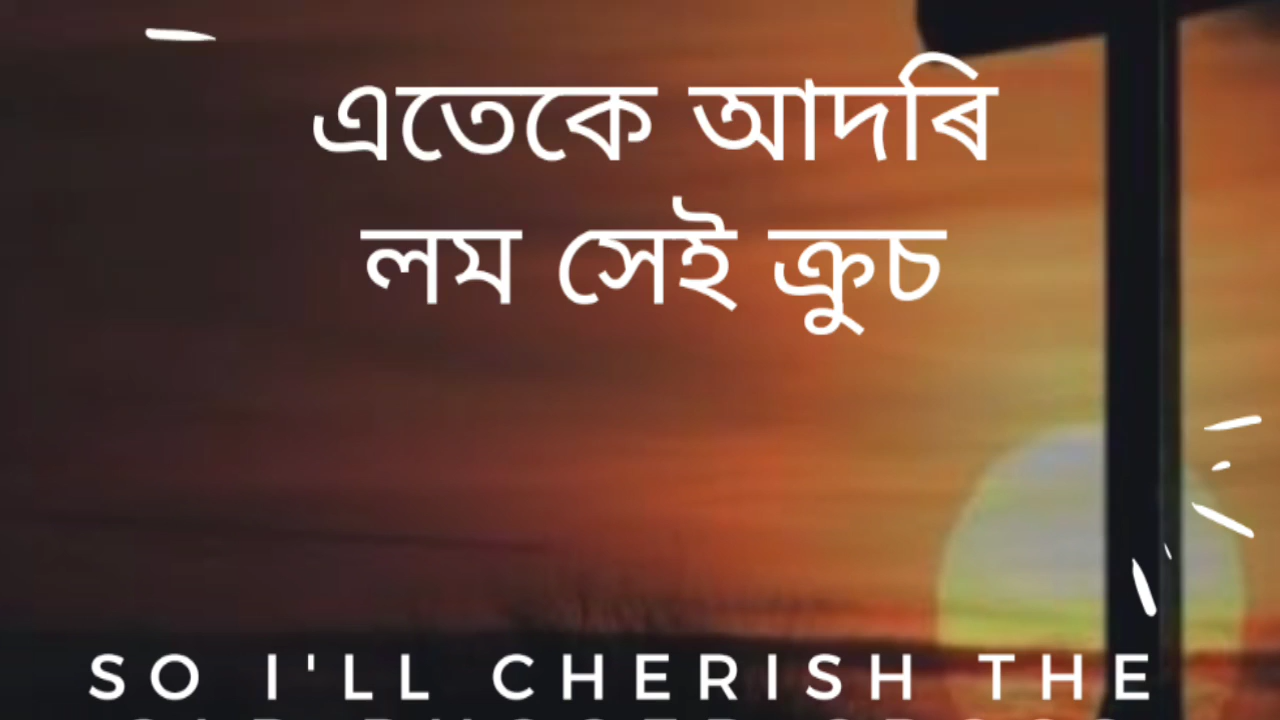 এতেকে আদৰি
লম সেই ক্ৰুচ
SO I'LL CHERISH THE